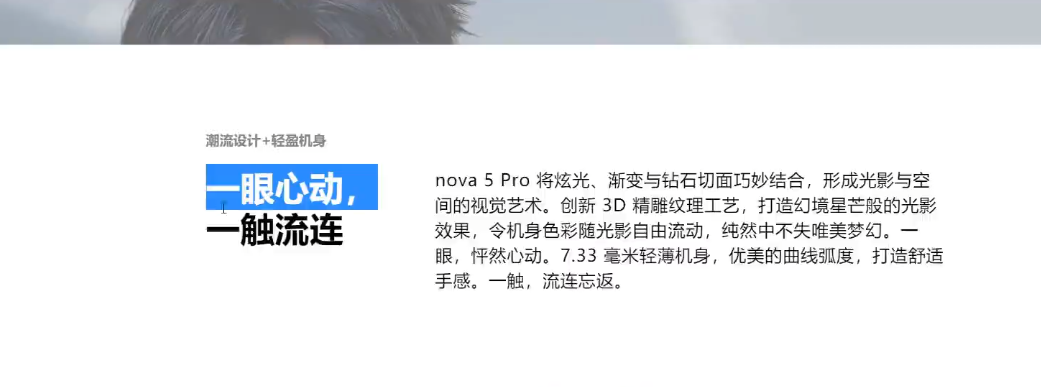 潮流设计+轻盈机身
一眼心动，
一触流连
nova 5 Pro 将炫光、渐变与钻石切面巧妙结合，形成光影与空
间的视觉艺术。创新 3D 精雕纹理工艺，打造幻境星芒般的光影
效果，令机身色彩随光影自由流动，纯然中不失唯美梦幻。一
眼，怦然心动。7.33 毫米轻薄机身，优美的曲线弧度，打造舒适
手感。一触，流连忘返。